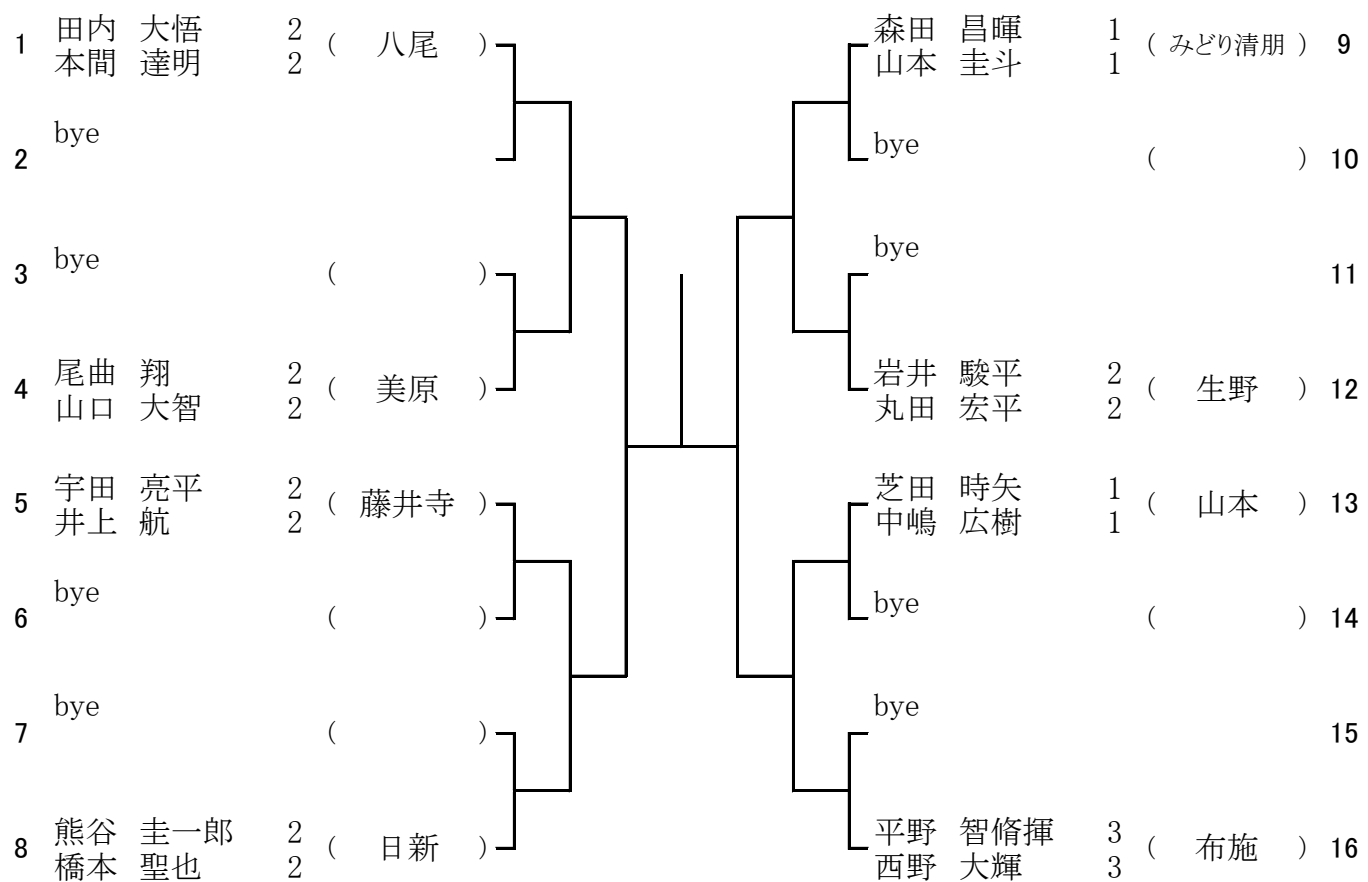 1 田内 大悟 2 ( 八尾 )
本間 達明 2
bye
2
3 bye ( )
4 尾曲 翔 2 ( 美原 )
山口 大智 2
5 宇田 亮平 2 ( 藤井寺 )
井上 航 2
bye
6 ( )
bye
7 ( )
8 熊谷 圭一郎 2 ( 日新 )
橋本 聖也 2
森田 昌暉 1 ( みどり清朋 ) 9
山本 圭斗 1
bye ( ) 10
bye
11
岩井 駿平 2 ( 生野 ) 12
丸田 宏平 2
芝田 時矢 1 ( 山本 ) 13
中嶋 広樹 1
bye ( ) 14
bye
15
平野 智脩揮 3 ( 布施 ) 16
西野 大輝 3